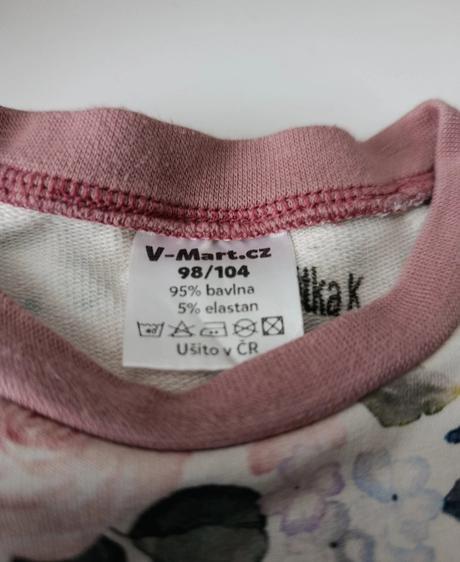 V-Mart.cz
98/104
95% bavlna
5% elastan
Ušito v ČR